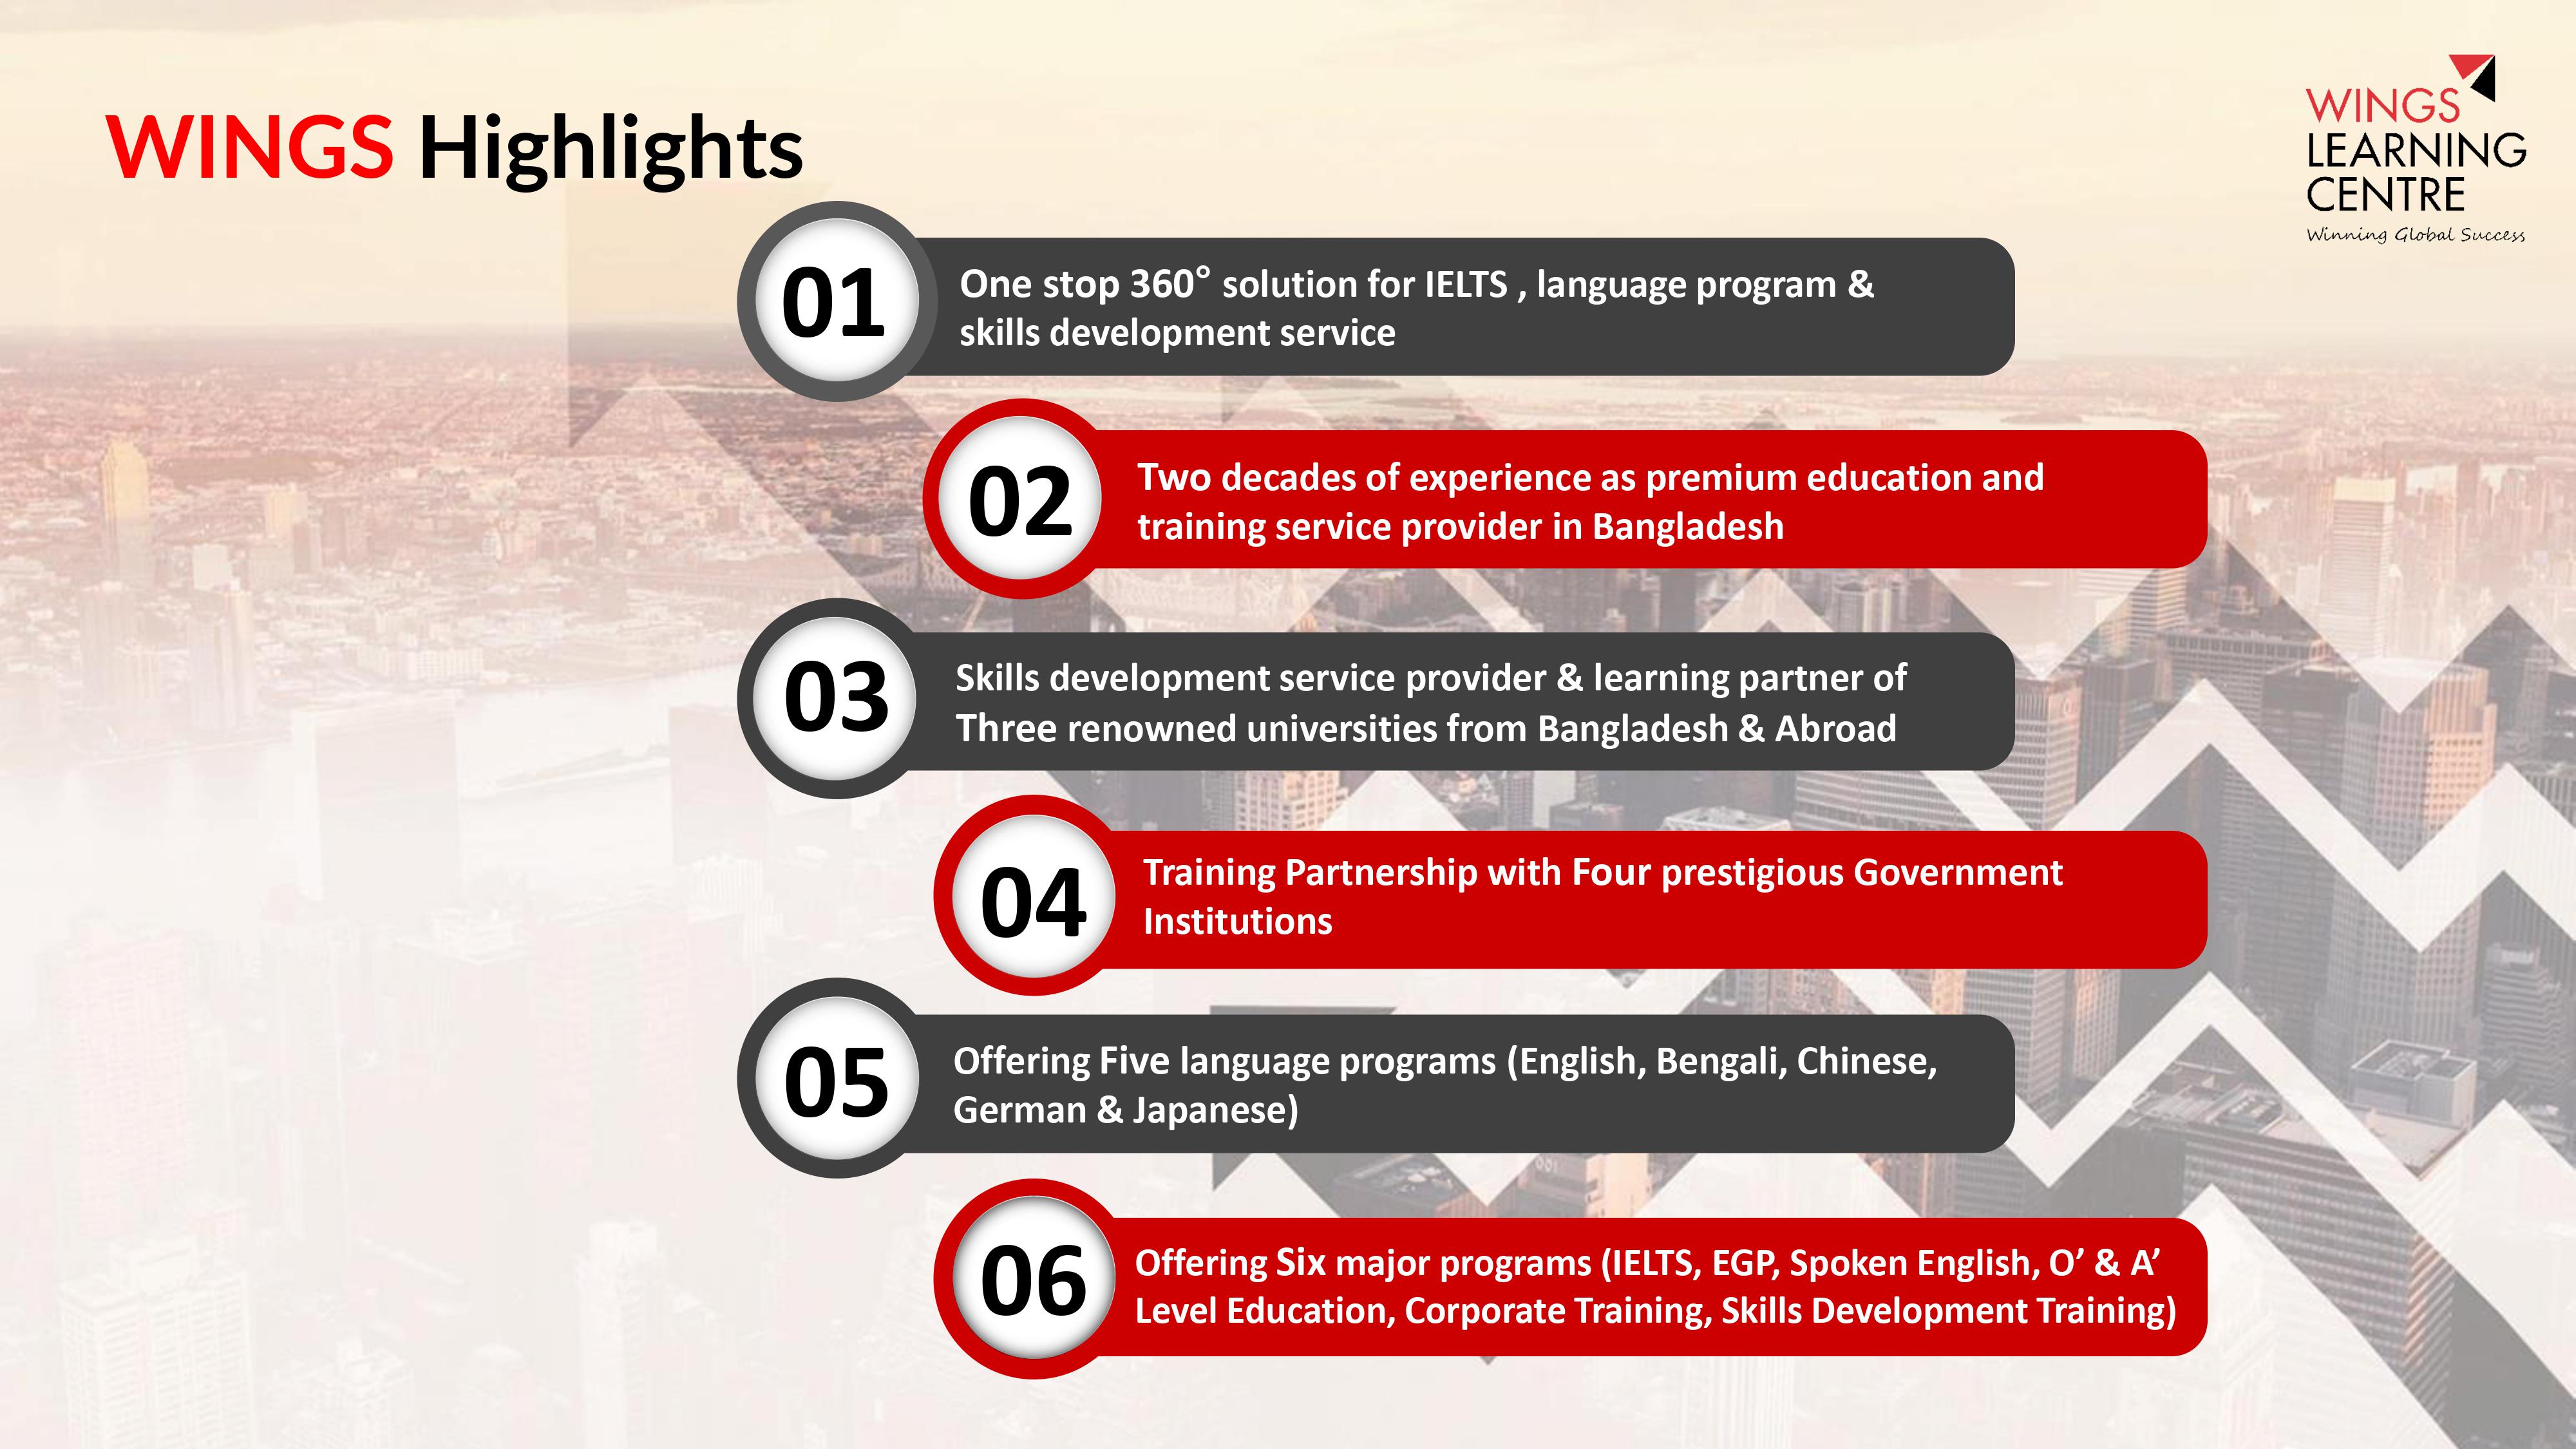 WINGS Highlights
WINGS
LEARNING
CENTRE
Winning Global Success
01
One stop 360° solution for IELTS , language program &
skills development service
02
Two decades of experience as premium education and
training service provider in Bangladesh
03
Skills development service provider & learning partner of
Three renowned universities from Bangladesh & Abroad
04
Training Partnership with Four prestigious Government
Institutions
05
Offering Five language programs (English, Bengali, Chinese,
German & Japanese)
06
Offering Six major programs (IELTS, EGP, Spoken English, O’ & A’
Level Education, Corporate Training, Skills Development Training)